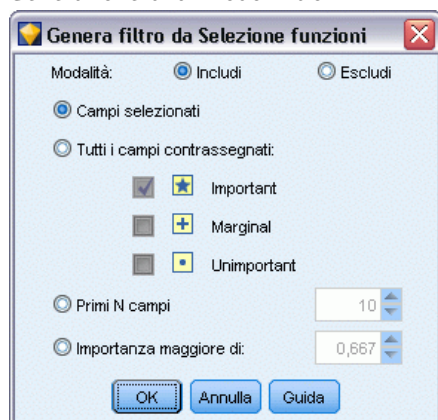 Genera filtro da Selezione funzioni
Modalità: Includi Escludi
Campi selezionati
Tutti i campi contrassegnati:
Important
Marginal
Unimportant
Primi N campi 10
Importanza maggiore di: 0,667
OK Annulla Guida